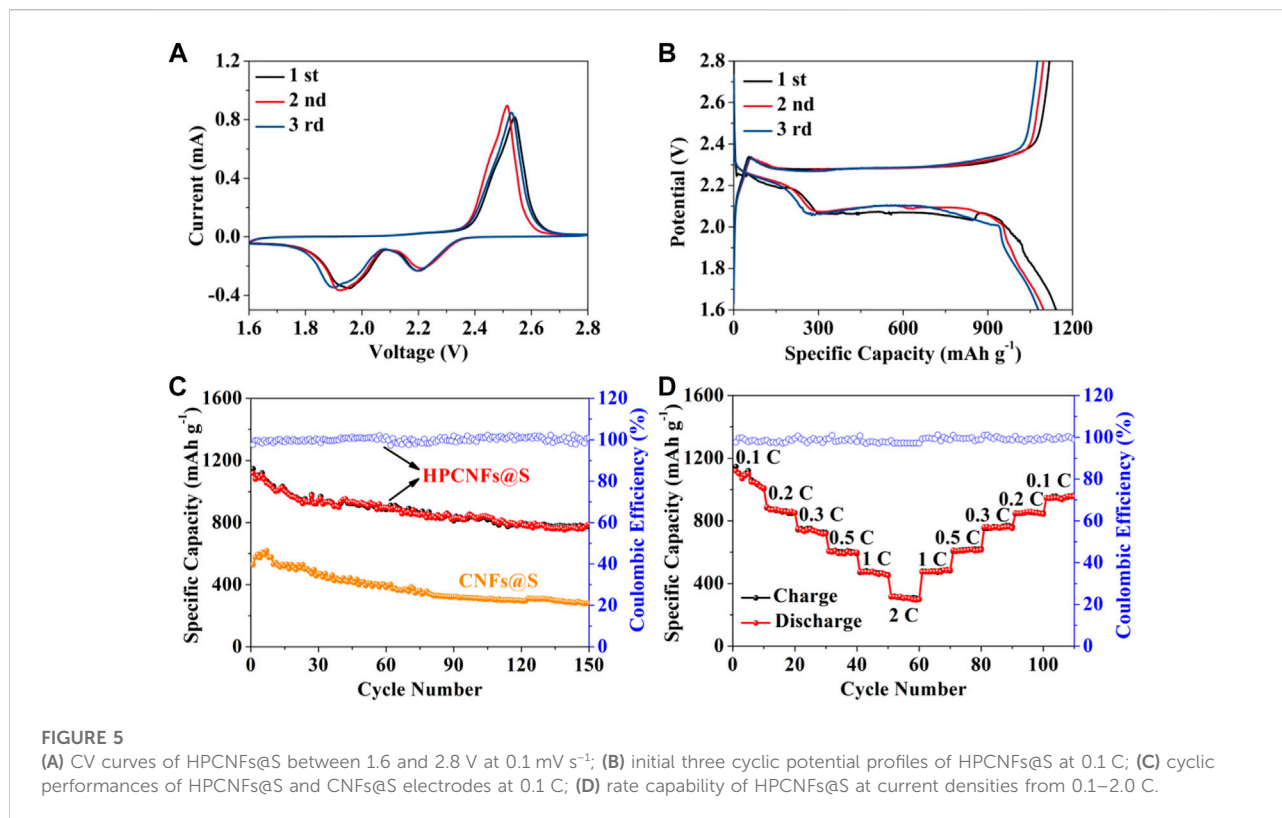 A
1.2
0.8
0.4
0.0
-0.4
Current (mA)
1 st
2 nd
3 rd
1.6 1.8 2.0 2.2 2.4 2.6 2.8
Voltage (V)
B
2.8
2.6
2.4
2.2
2.0
1.8
1.6
Potential (V)
1 st
2 nd
3 rd
0 300 600 900 1200
Specific Capacity (mAh g⁻¹)
C
1600
1200
800
400
0
Specific Capacity (mAh g⁻¹)
HPCNFs@S
CNFs@S
120
100
80
60
40
20
0
Coulombic Efficiency (%)
0 30 60 90 120 150
Cycle Number
D
1600
1200
800
400
0
Specific Capacity (mAh g⁻¹)
0.1 C
0.2 C
0.3 C
0.5 C
1 C
2 C
1 C
0.5 C
0.3 C
0.2 C
0.1 C
Charge
Discharge
120
100
80
60
40
20
0
Coulombic Efficiency (%)
0 20 40 60 80 100
Cycle Number
FIGURE 5
(A) CV curves of HPCNFs@S between 1.6 and 2.8 V at 0.1 mV s⁻¹; (B) initial three cyclic potential profiles of HPCNFs@S at 0.1 C; (C) cyclic
performances of HPCNFs@S and CNFs@S electrodes at 0.1 C; (D) rate capability of HPCNFs@S at current densities from 0.1–2.0 C.